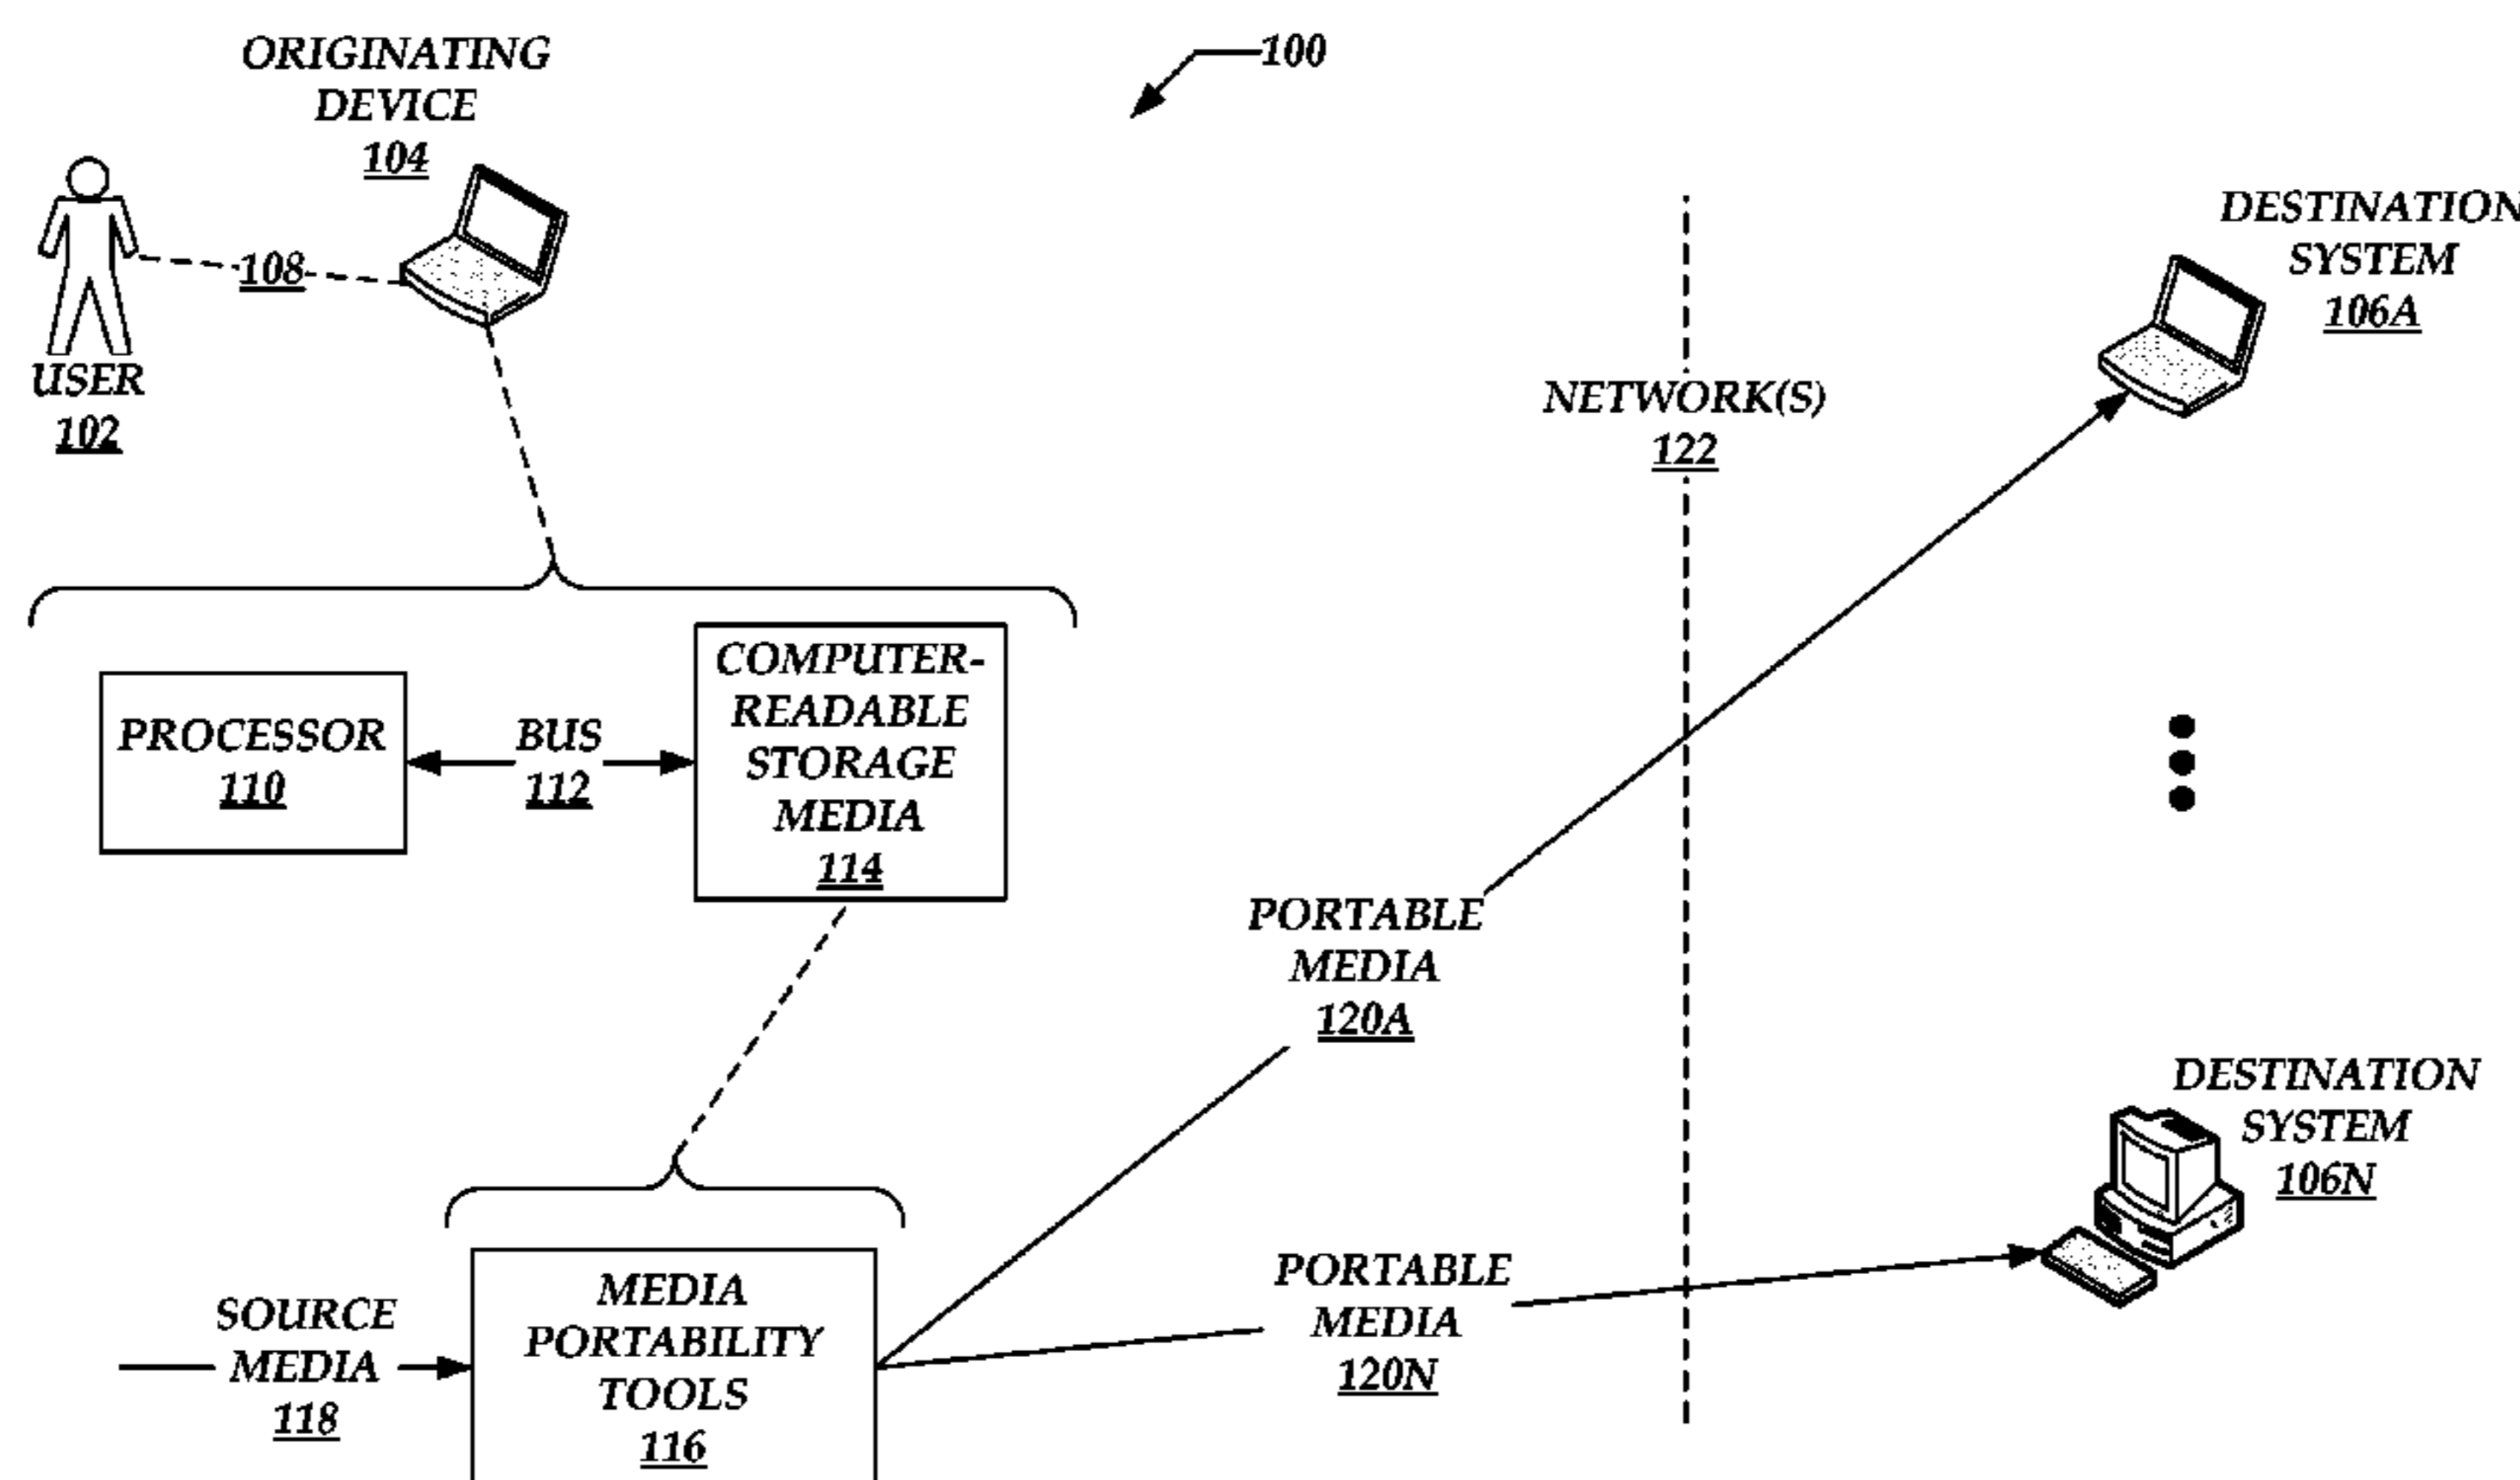 ORIGINATING
DEVICE
104
100
108
USER
102
DESTINATION
SYSTEM
106A
NETWORK(S)
122
PROCESSOR
110
BUS
112
COMPUTER-
READABLE
STORAGE
MEDIA
114
PORTABLE
MEDIA
120A
DESTINATION
SYSTEM
106N
SOURCE
MEDIA
118
MEDIA
PORTABILITY
TOOLS
116
PORTABLE
MEDIA
120N